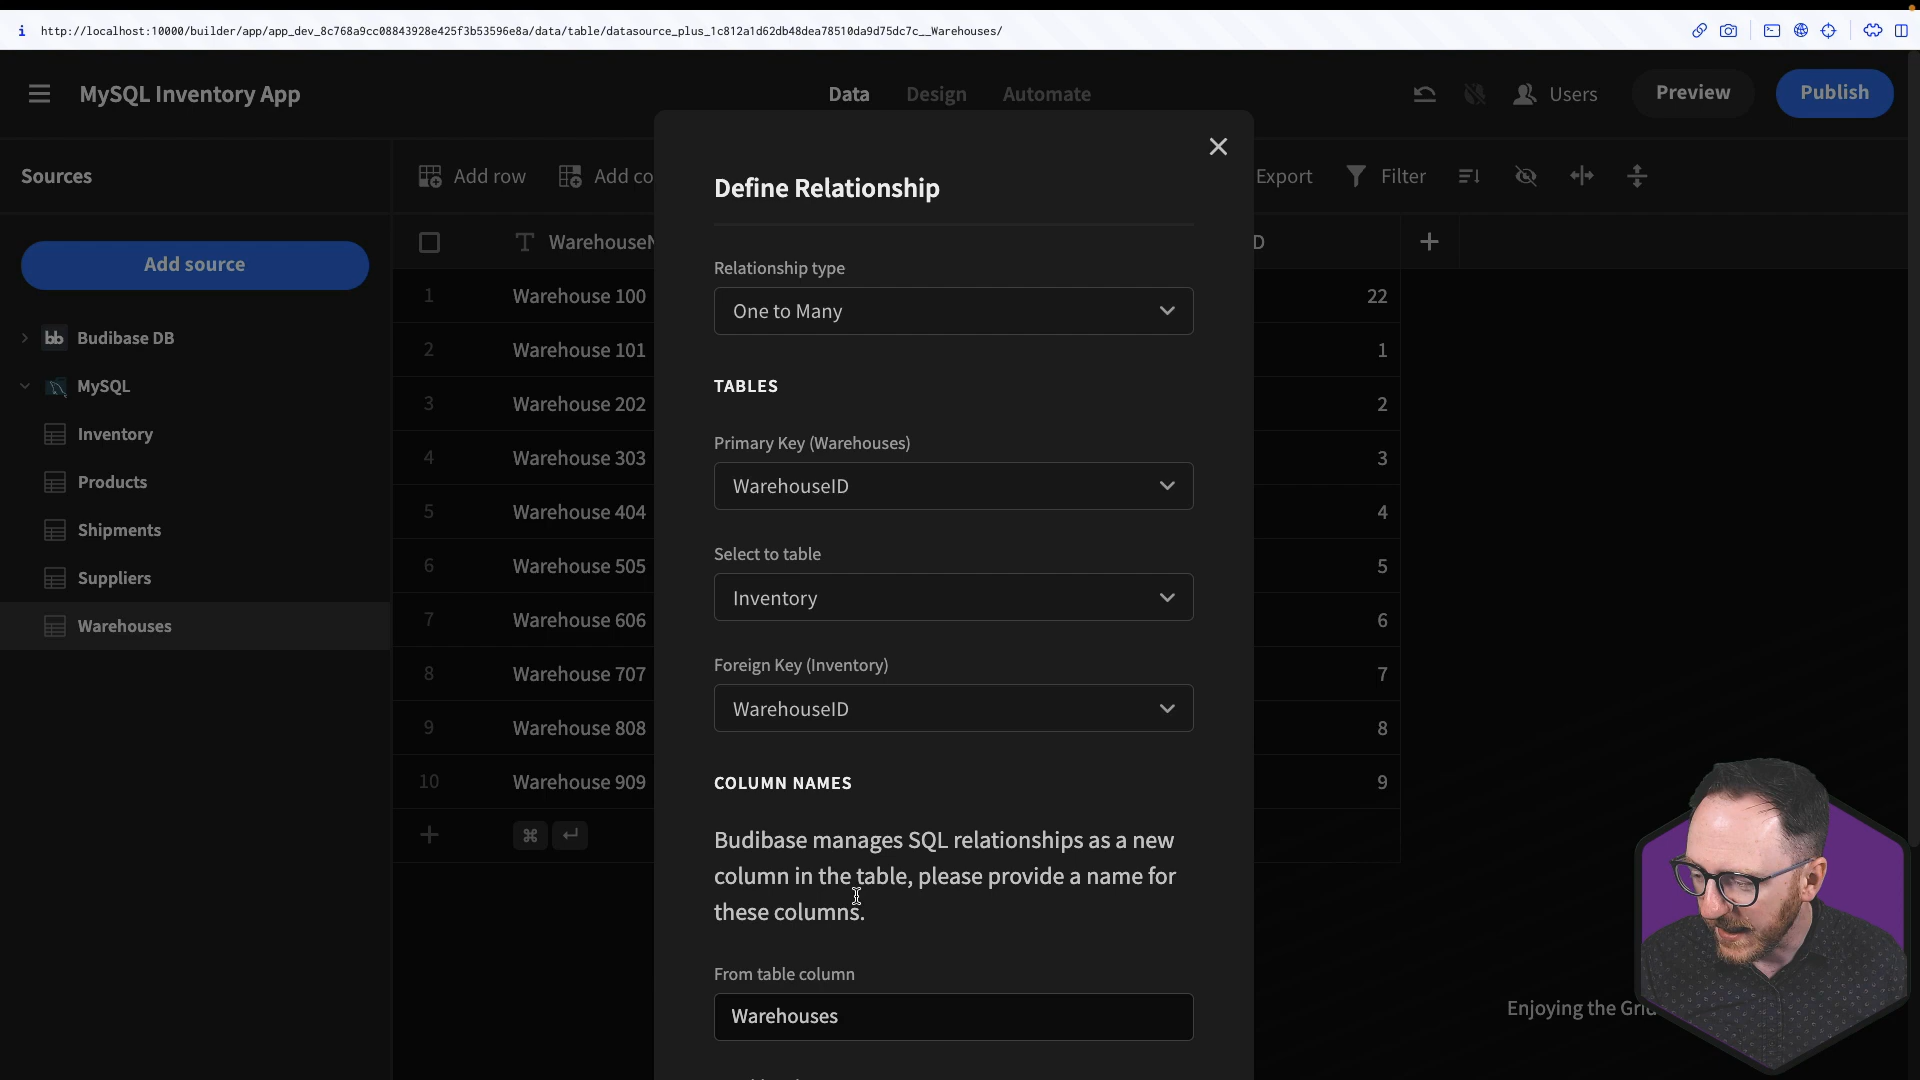 http://localhost:10000/builder/app/app_dev_8c768a9cc08843928e425f3b53596e8a/data/table/datasource_plus_1c812a1d62db48dea78510da9d75dc7c__Warehouses/
MySQL Inventory App
Data
Design
Automate
Users
Preview
Publish
Sources
Add source
Budibase DB
MySQL
Inventory
Products
Shipments
Suppliers
Warehouses
Add row
Add co
Export
Filter
WarehouseN
D
1 Warehouse 100 22
2 Warehouse 101 1
3 Warehouse 202 2
4 Warehouse 303 3
5 Warehouse 404 4
6 Warehouse 505 5
7 Warehouse 606 6
8 Warehouse 707 7
9 Warehouse 808 8
10 Warehouse 909 9
Define Relationship
Relationship type
One to Many
TABLES
Primary Key (Warehouses)
WarehouseID
Select to table
Inventory
Foreign Key (Inventory)
WarehouseID
COLUMN NAMES
Budibase manages SQL relationships as a new
column in the table, please provide a name for
these columns.
From table column
Warehouses
Enjoying the Gri